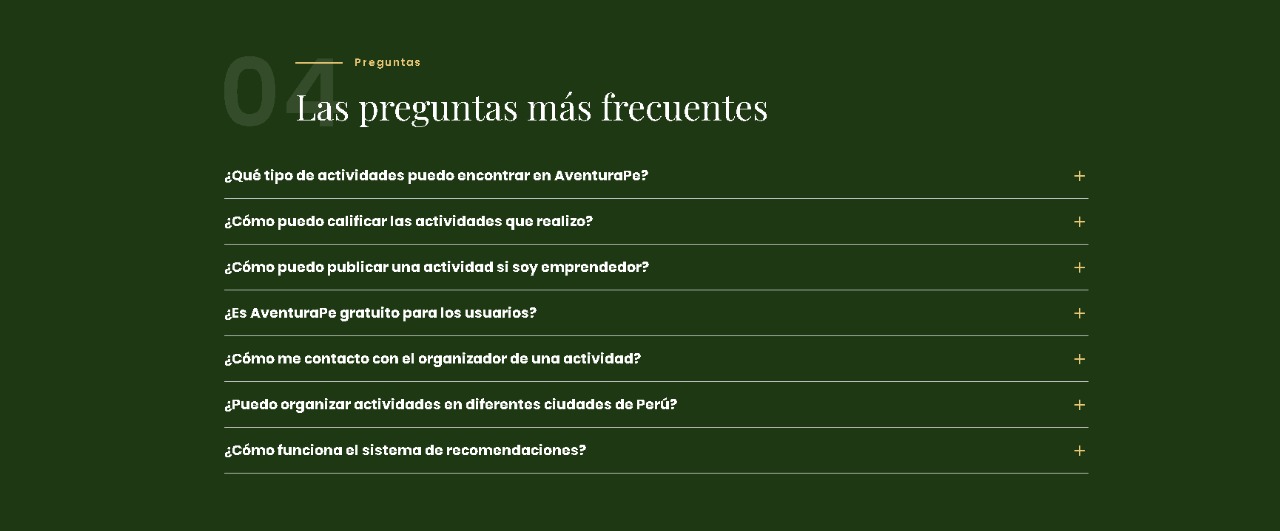 04
Preguntas
Las preguntas más frecuentes
¿Qué tipo de actividades puedo encontrar en AventuraPe?
¿Cómo puedo calificar las actividades que realizo?
¿Cómo puedo publicar una actividad si soy emprendedor?
¿Es AventuraPe gratuito para los usuarios?
¿Cómo me contacto con el organizador de una actividad?
¿Puedo organizar actividades en diferentes ciudades de Perú?
¿Cómo funciona el sistema de recomendaciones?